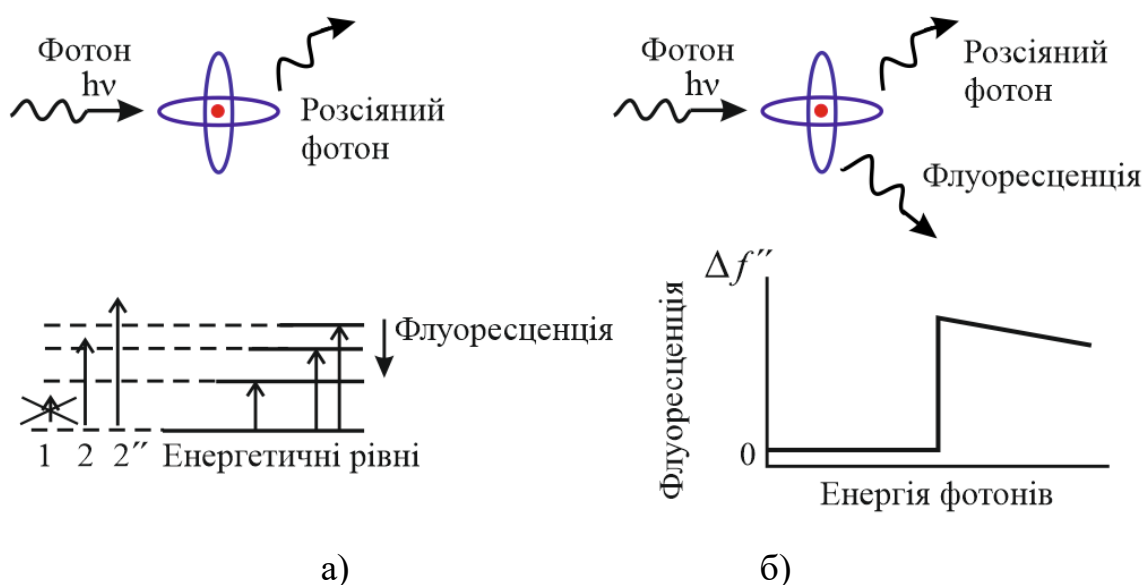 Фотон
hν
Розсіяний
фотон
Флуоресценція
1 2 2″ Енергетичні рівні
а)
Фотон
hν
Розсіяний
фотон
Флуоресценція
Δf″
Флуоресценція
0
Енергія фотонів
б)